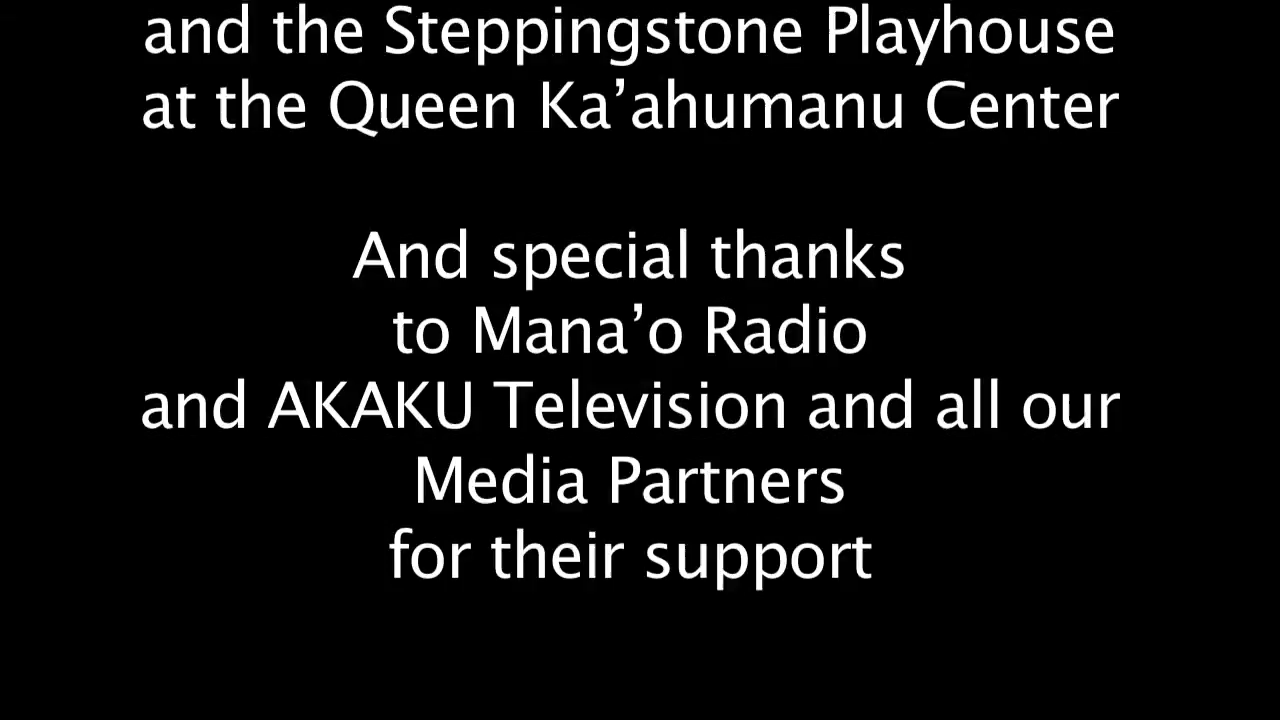 and the Steppingstone Playhouse
at the Queen Ka’ahumanu Center
And special thanks
to Mana’o Radio
and AKAKU Television and all our
Media Partners
for their support